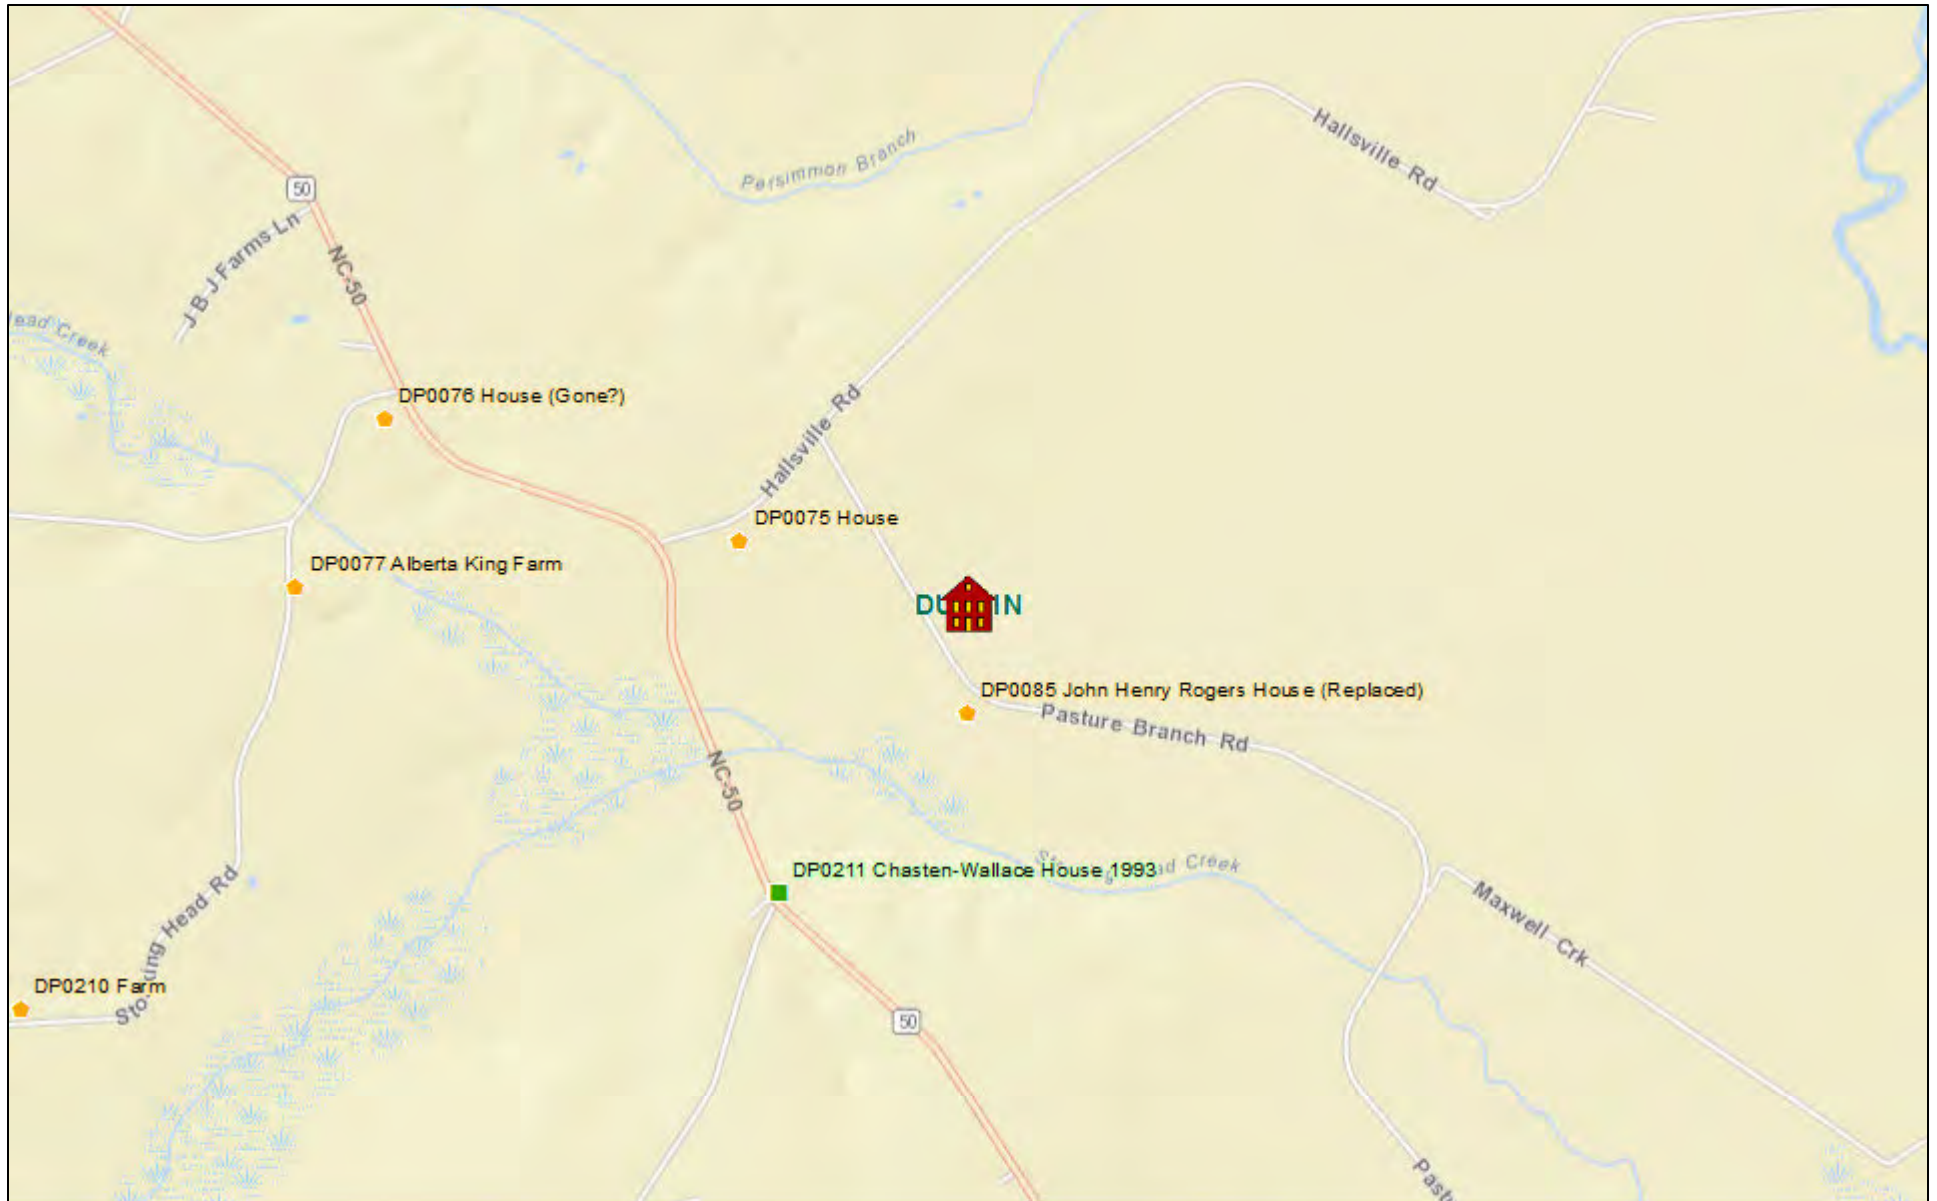 Hallsville Rd
Persimmon Branch
50
J B J Farms Ln
NC-50
Head Creek
DP0076 House (Gone?)
Hallsville Rd
DP0075 House
DP0077 Alberta King Farm
DP0085 John Henry Rogers House (Replaced)
Pasture Branch Rd
NC-50
DP0211 Chasten-Wallace House 1993
Creek
Head Rd
Maxwell Crk
DP0210 Farm
50